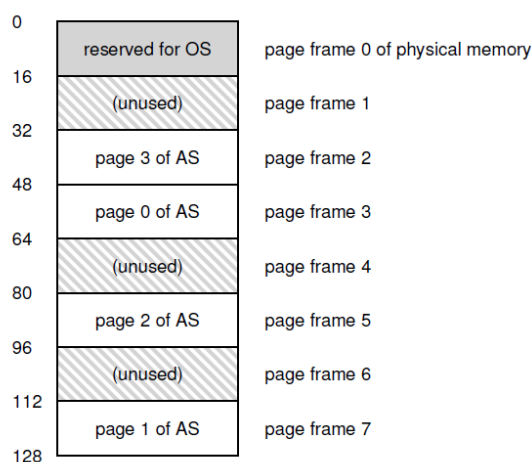 0
reserved for OS page frame 0 of physical memory
16
(unused) page frame 1
32
page 3 of AS page frame 2
48
page 0 of AS page frame 3
64
(unused) page frame 4
80
page 2 of AS page frame 5
96
(unused) page frame 6
112
page 1 of AS page frame 7
128